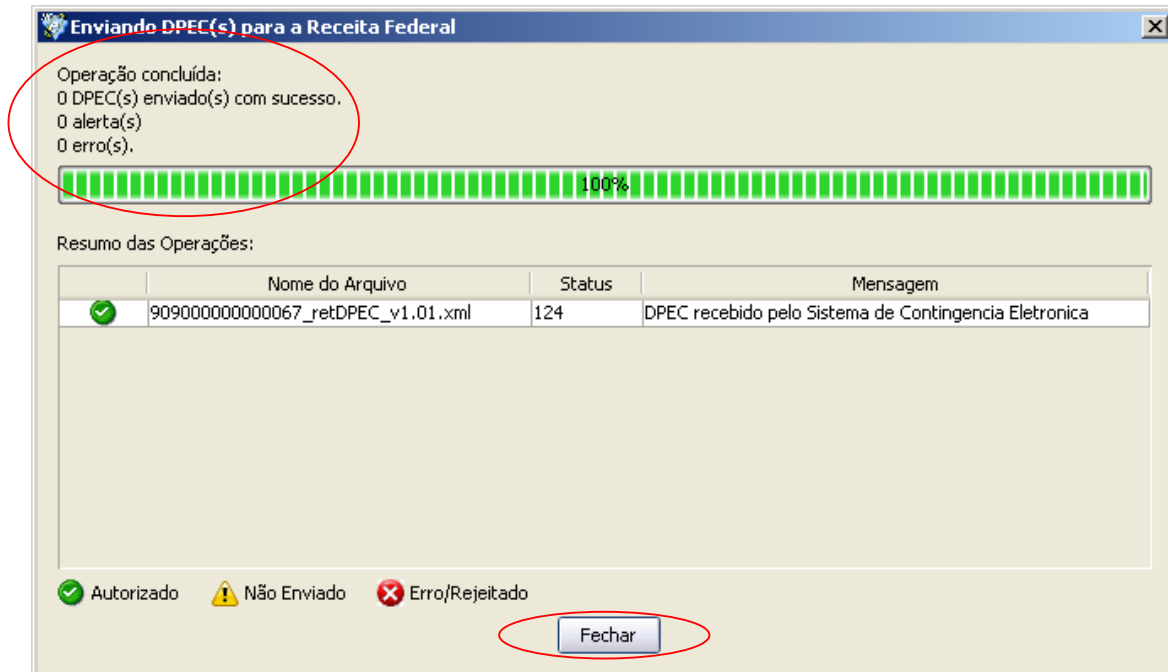 Enviando DPEC(s) para a Receita Federal
Operação concluída:
0 DPEC(s) enviado(s) com sucesso.
0 alerta(s)
0 erro(s).
100%
Resumo das Operações:
Nome do Arquivo Status Mensagem
909000000000067_retDPEC_v1.01.xml 124 DPEC recebido pelo Sistema de Contingencia Eletronica
Autorizado Não Enviado Erro/Rejeitado
Fechar